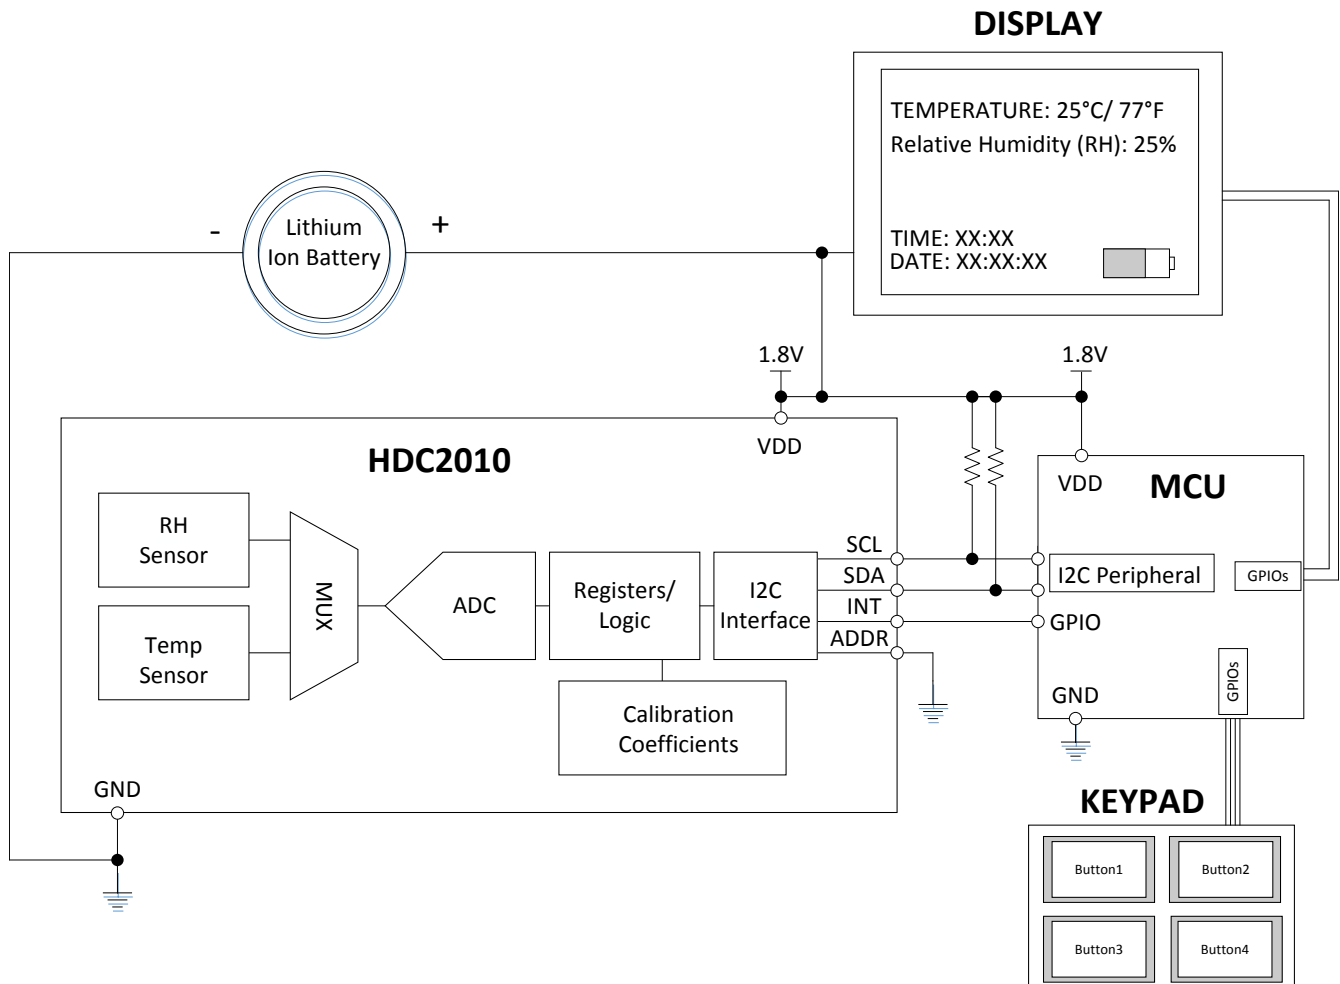 DISPLAY
TEMPERATURE: 25°C/ 77°F
Relative Humidity (RH): 25%
TIME: XX:XX
DATE: XX:XX:XX
-
Lithium
Ion Battery
+
1.8V
1.8V
HDC2010
VDD
RH
Sensor
Temp
Sensor
MUX
ADC
Registers/
Logic
I2C
Interface
Calibration
Coefficients
SCL
SDA
INT
ADDR
GND
MCU
VDD
I2C Peripheral
GPIOs
GPIO
GPIOs
GND
KEYPAD
Button1
Button2
Button3
Button4